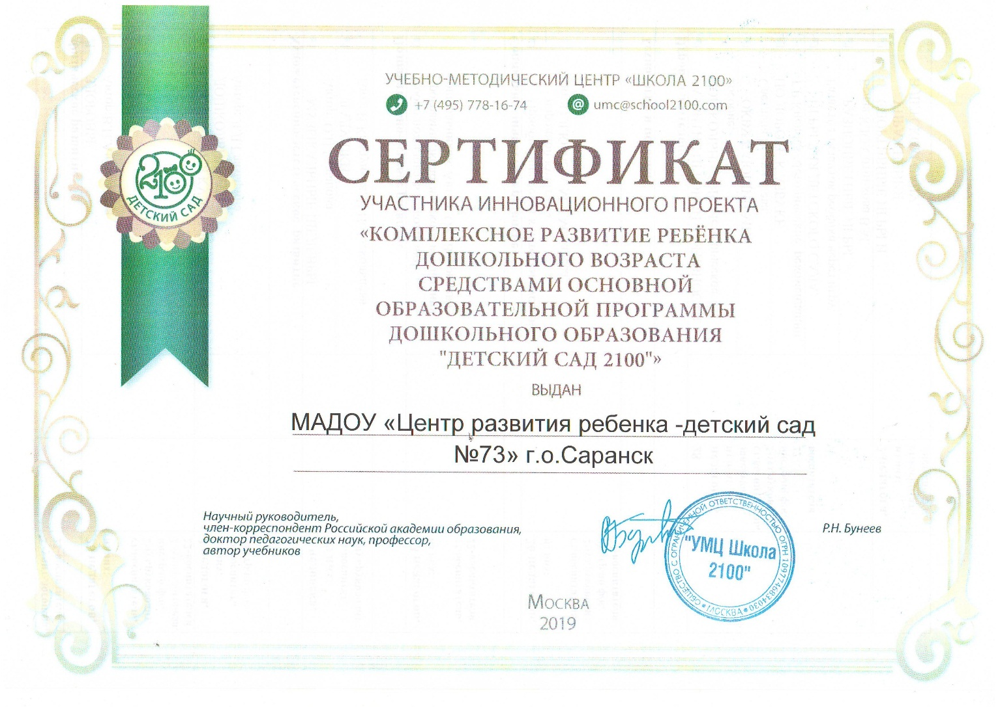 УЧЕБНО-МЕТОДИЧЕСКИЙ ЦЕНТР «ШКОЛА 2100»
+7 (495) 778-16-74 umc@school2100.com
2100
ДЕТСКИЙ САД
СЕРТИФИКАТ
УЧАСТНИКА ИННОВАЦИОННОГО ПРОЕКТА
«КОМПЛЕКСНОЕ РАЗВИТИЕ РЕБЁНКА
ДОШКОЛЬНОГО ВОЗРАСТА
СРЕДСТВАМИ ОСНОВНОЙ
ОБРАЗОВАТЕЛЬНОЙ ПРОГРАММЫ
ДОШКОЛЬНОГО ОБРАЗОВАНИЯ
"ДЕТСКИЙ САД 2100"»
ВЫДАН
МАДОУ «Центр развития ребенка -детский сад
№73» г.о.Саранск
Научный руководитель,
член-корреспондент Российской академии образования,
доктор педагогических наук, профессор,
автор учебников
ОБЩЕСТВО С ОГРАНИЧЕННОЙ ОТВЕТСТВЕННОСТЬЮ ОГРН 1097746834030
* МОСКВА *
"УМЦ Школа
2100"
Р.Н. Бунеев
МОСКВА
2019